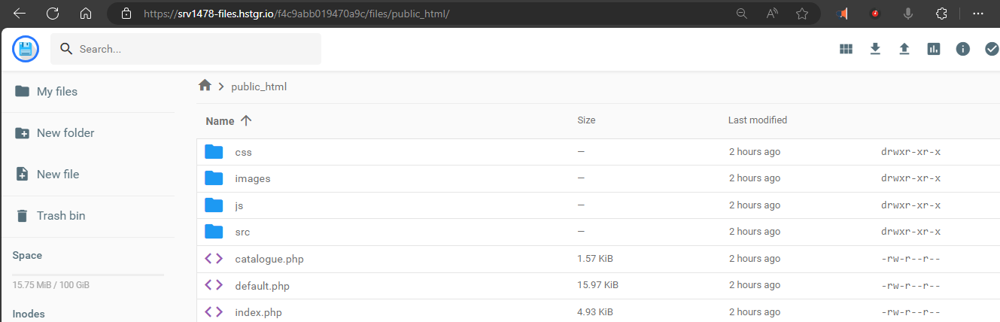 https://srv1478-files.hstgr.io/f4c9abb019470a9c/files/public_html/
Search...
My files
New folder
New file
Trash bin
Space
15.75 MiB / 100 GiB
Inodes
public_html
Name Size Last modified
css — 2 hours ago drwxr-xr-x
images — 2 hours ago drwxr-xr-x
js — 2 hours ago drwxr-xr-x
src — 2 hours ago drwxr-xr-x
catalogue.php 1.57 KiB 2 hours ago -rw-r--r--
default.php 15.97 KiB 2 hours ago -rw-r--r--
index.php 4.93 KiB 2 hours ago -rw-r--r--